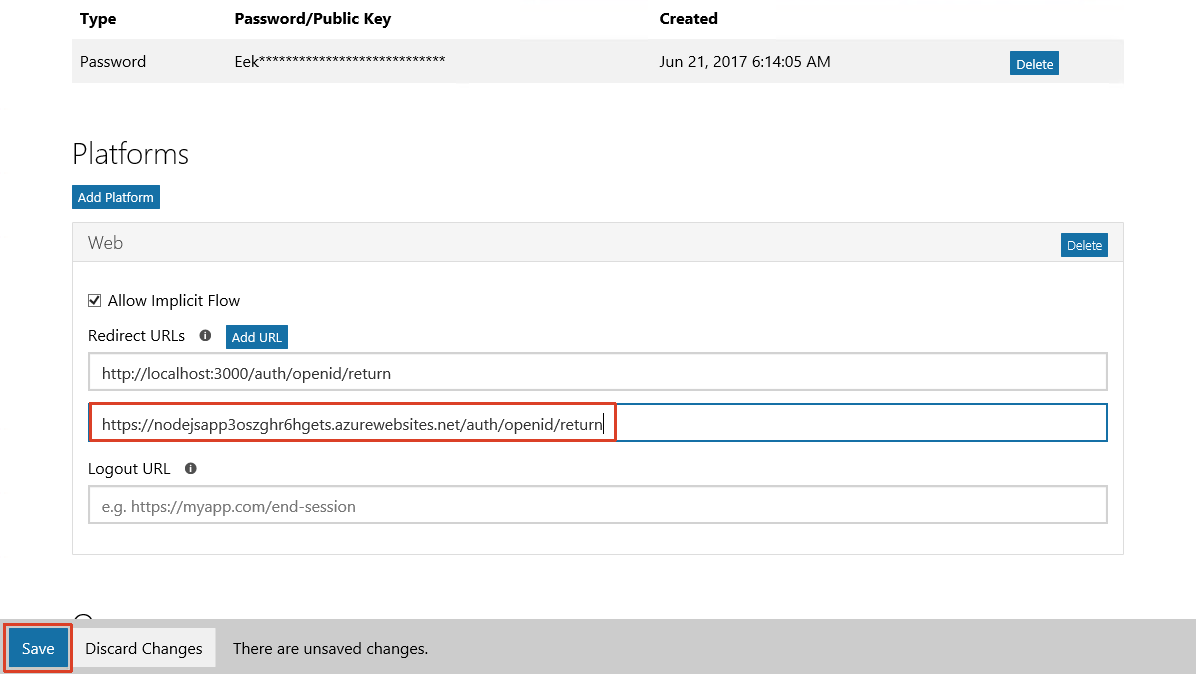 Type Password/Public Key Created
Password Eek**************************** Jun 21, 2017 6:14:05 AM Delete
Platforms
Add Platform
Web Delete
Allow Implicit Flow
Redirect URLs Add URL
http://localhost:3000/auth/openid/return
https://nodejsapp3oszghr6hgets.azurewebsites.net/auth/openid/return
Logout URL
e.g. https://myapp.com/end-session
Save Discard Changes There are unsaved changes.